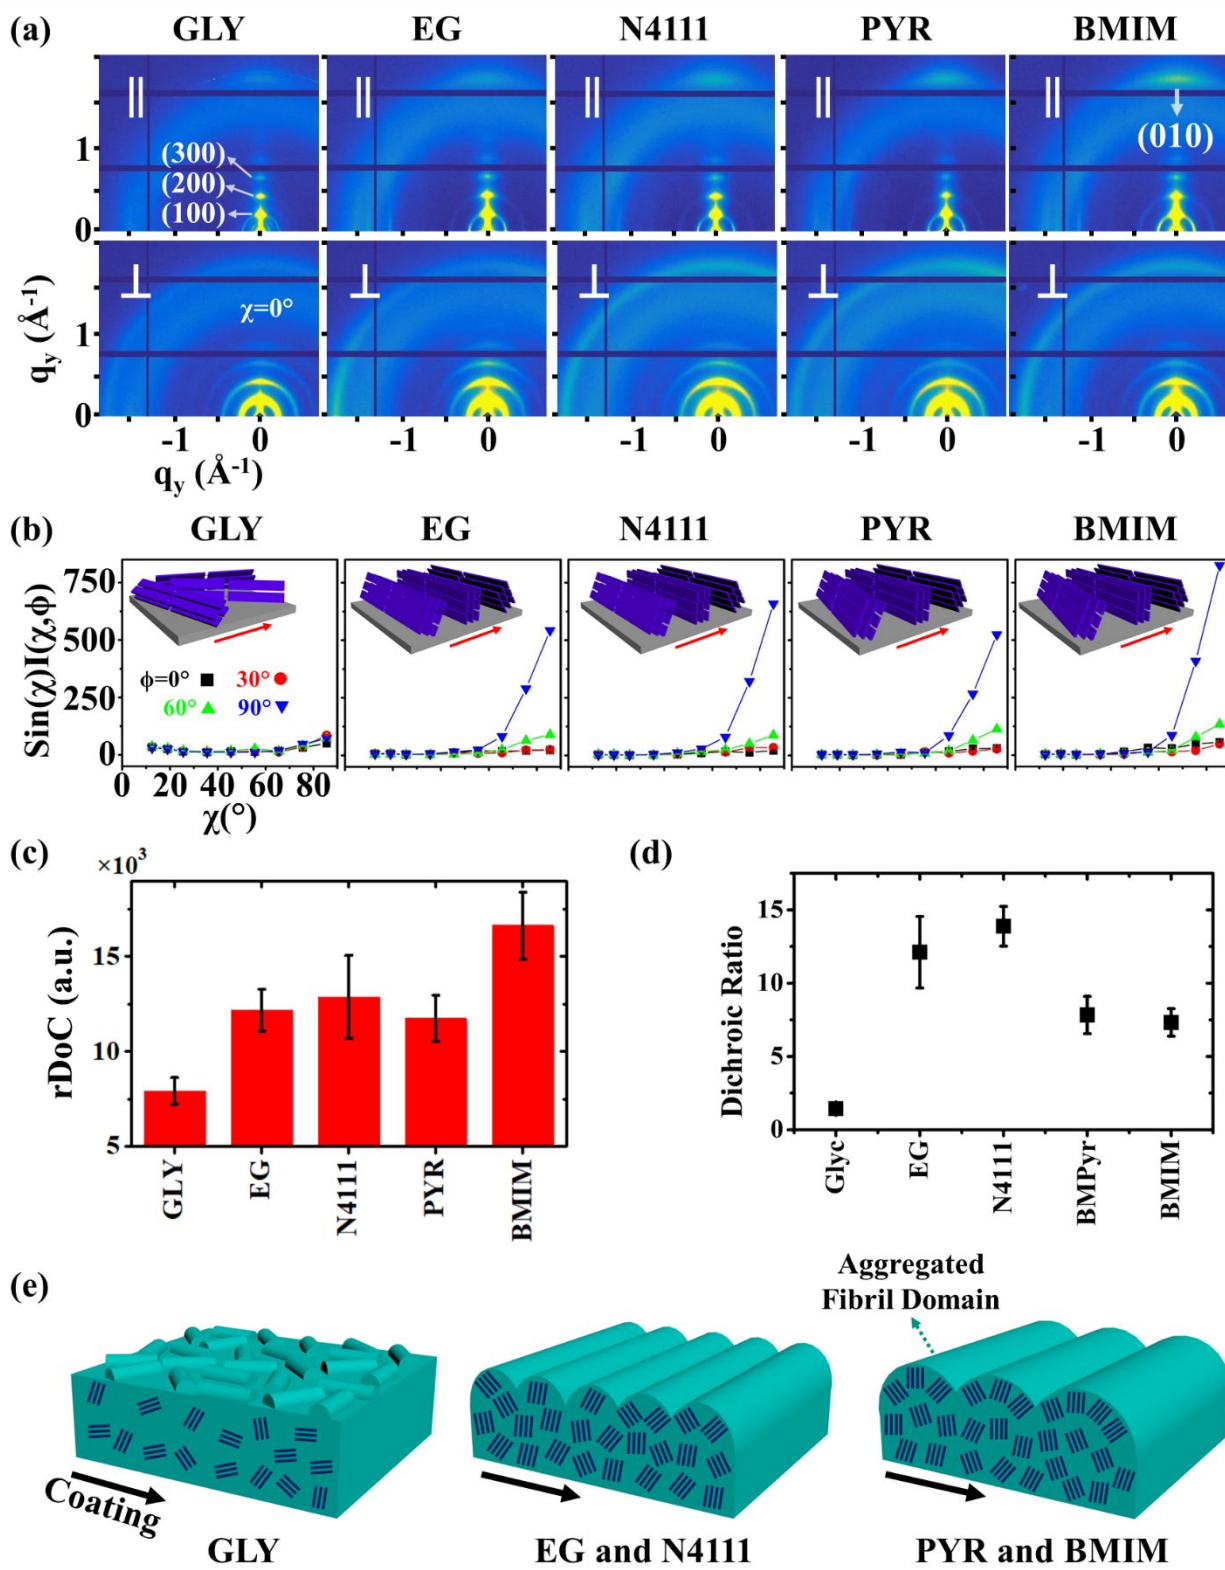 (a) GLY EG N4111 PYR BMIM
|| || || || ||
(010)
1
(300)
(200)
(100)
0
⊥ ⊥ ⊥ ⊥ ⊥
χ=0°
qy (Å-1)
1
0
-1 0 -1 0 -1 0 -1 0 -1 0
qy (Å-1)
(b) GLY EG N4111 PYR BMIM
Sin(χ)I(χ,ϕ)
750
500
250
0
ϕ=0° 30°
60° 90°
0 20 40 60 80
χ(°)
(c)
×10³
rDoC (a.u.)
15
10
5
GLY
EG
N4111
PYR
BMIM
(d)
Dichroic Ratio
15
10
5
0
Glyc
EG
N4111
BMPyr
BMIM
(e)
Aggregated
Fibril Domain
Coating
GLY
EG and N4111
PYR and BMIM